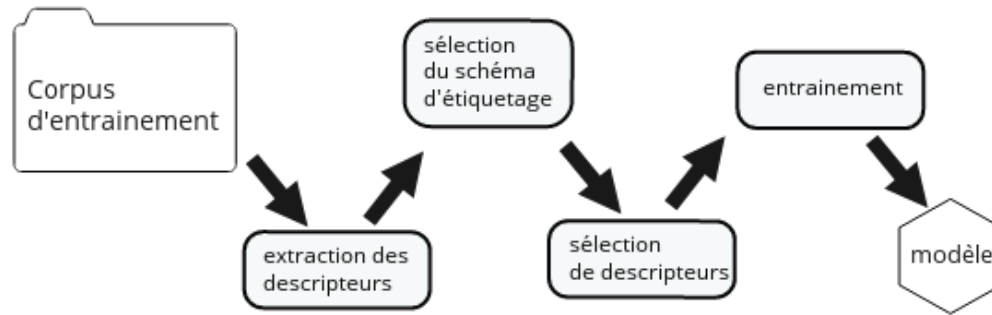 Corpus
d'entrainement
extraction des
descripteurs
sélection
du schéma
d'étiquetage
sélection
de descripteurs
entrainement
modèle